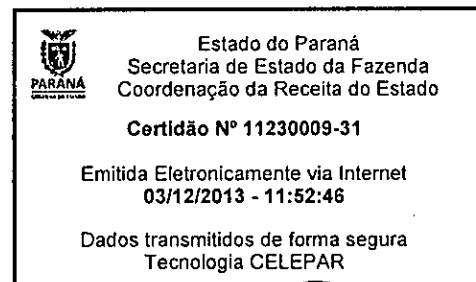 Estado do Paraná
Secretaria de Estado da Fazenda
PARANÁ
Coordenação da Receita do Estado
Certidão Nº 11230009-31
Emitida Eletronicamente via Internet
03/12/2013 - 11:52:46
Dados transmitidos de forma segura
Tecnologia CELEPAR